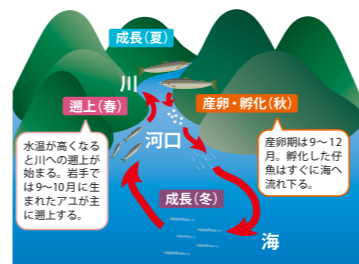 成長(夏)
川
遡上(春)
産卵・孵化(秋)
河口
水温が高くなる
と川への遡上が
始まる。岩手で
は9~10月に生
まれたアユが主
に遡上する。
産卵期は9~12
月。孵化した仔
魚はすぐに海へ
流れ下る。
成長(冬)
海